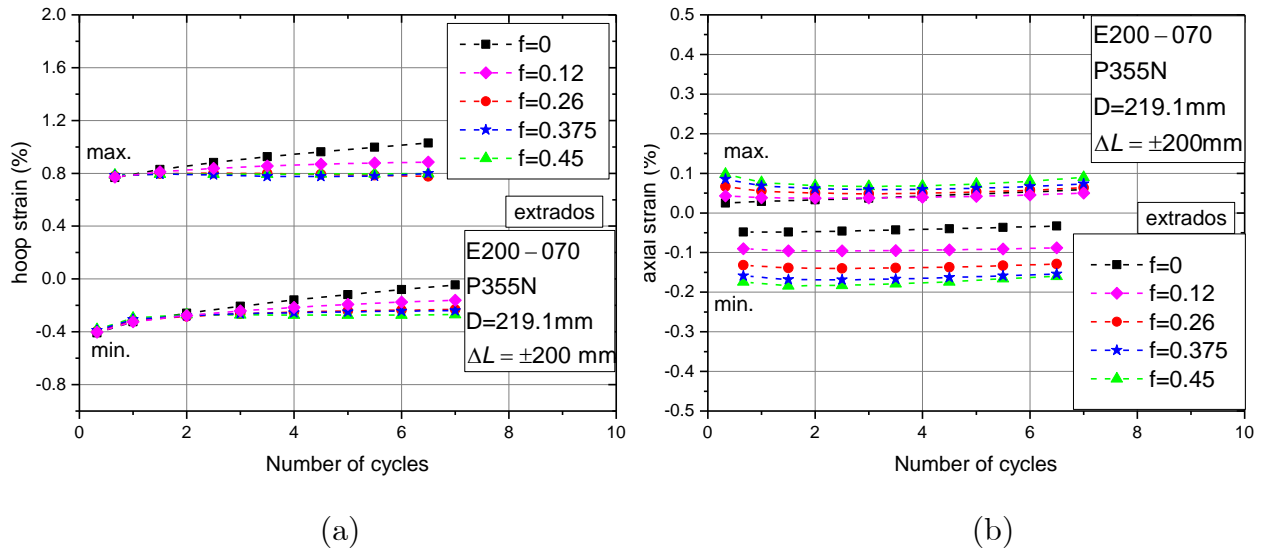 2.0
1.6
1.2
0.8
0.4
0.0
-0.4
-0.8
hoop strain (%)
0
2
4
6
8
10
Number of cycles
max.
min.
f=0
f=0.12
f=0.26
f=0.375
f=0.45
extrados
E200 – 070
P355N
D=219.1mm
ΔL = ±200 mm
(a)
0.5
0.4
0.3
0.2
0.1
0.0
-0.1
-0.2
-0.3
-0.4
-0.5
axial strain (%)
0
2
4
6
8
10
Number of cycles
max.
min.
E200 – 070
P355N
D=219.1mm
ΔL = ±200mm
extrados
f=0
f=0.12
f=0.26
f=0.375
f=0.45
(b)